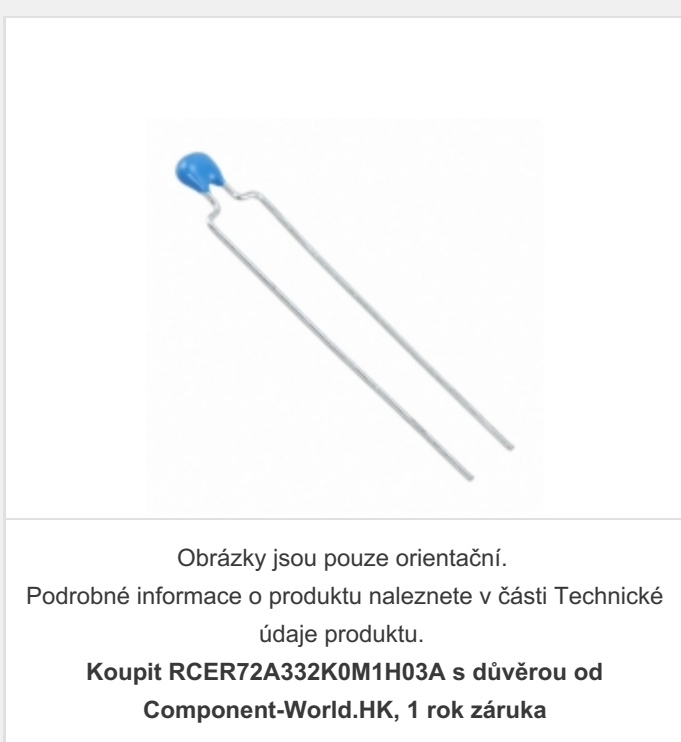 Obrázky jsou pouze orientační.
Podrobné informace o produktu naleznete v části Technické
údaje produktu.
Koupit RCER72A332K0M1H03A s důvěrou od
Component-World.HK, 1 rok záruka